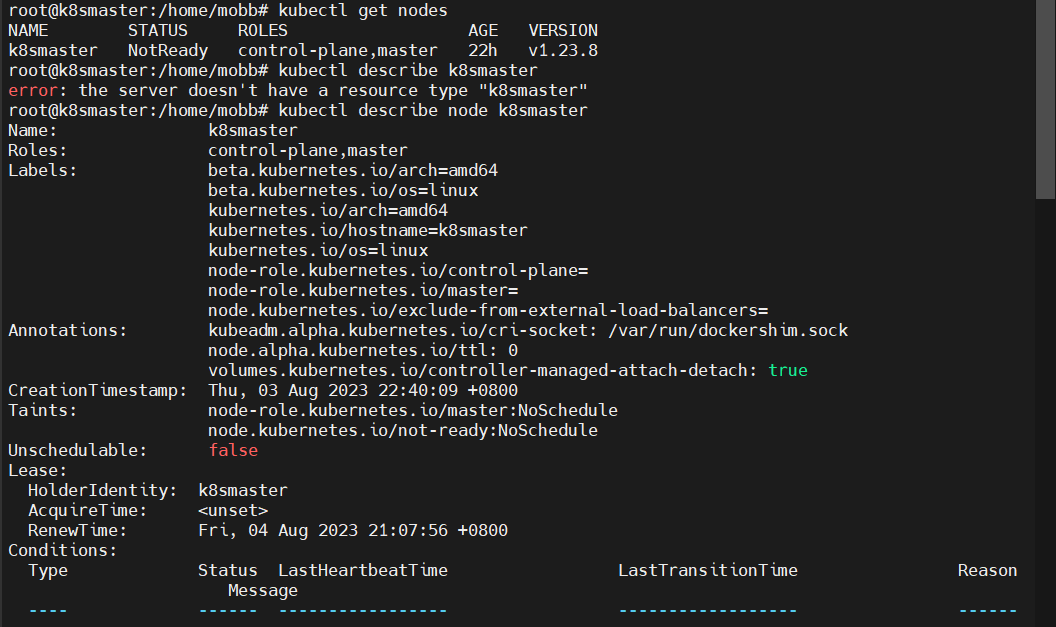 root@k8smaster:/home/mobb# kubectl get nodes
NAME        STATUS     ROLES                  AGE   VERSION
k8smaster   NotReady   control-plane,master   22h   v1.23.8
root@k8smaster:/home/mobb# kubectl describe k8smaster
error: the server doesn't have a resource type "k8smaster"
root@k8smaster:/home/mobb# kubectl describe node k8smaster
Name:               k8smaster
Roles:              control-plane,master
Labels:             beta.kubernetes.io/arch=amd64
                    beta.kubernetes.io/os=linux
                    kubernetes.io/arch=amd64
                    kubernetes.io/hostname=k8smaster
                    kubernetes.io/os=linux
                    node-role.kubernetes.io/control-plane=
                    node-role.kubernetes.io/master=
                    node.kubernetes.io/exclude-from-external-load-balancers=
Annotations:        kubeadm.alpha.kubernetes.io/cri-socket: /var/run/dockershim.sock
                    node.alpha.kubernetes.io/ttl: 0
                    volumes.kubernetes.io/controller-managed-attach-detach: true
CreationTimestamp:  Thu, 03 Aug 2023 22:40:09 +0800
Taints:             node-role.kubernetes.io/master:NoSchedule
                    node.kubernetes.io/not-ready:NoSchedule
Unschedulable:      false
Lease:
  HolderIdentity:  k8smaster
  AcquireTime:     <unset>
  RenewTime:       Fri, 04 Aug 2023 21:07:56 +0800
Conditions:
  Type             Status  LastHeartbeatTime                 LastTransitionTime                Reason
                      Message
  ----             ------  -----------------                 ------------------                ------